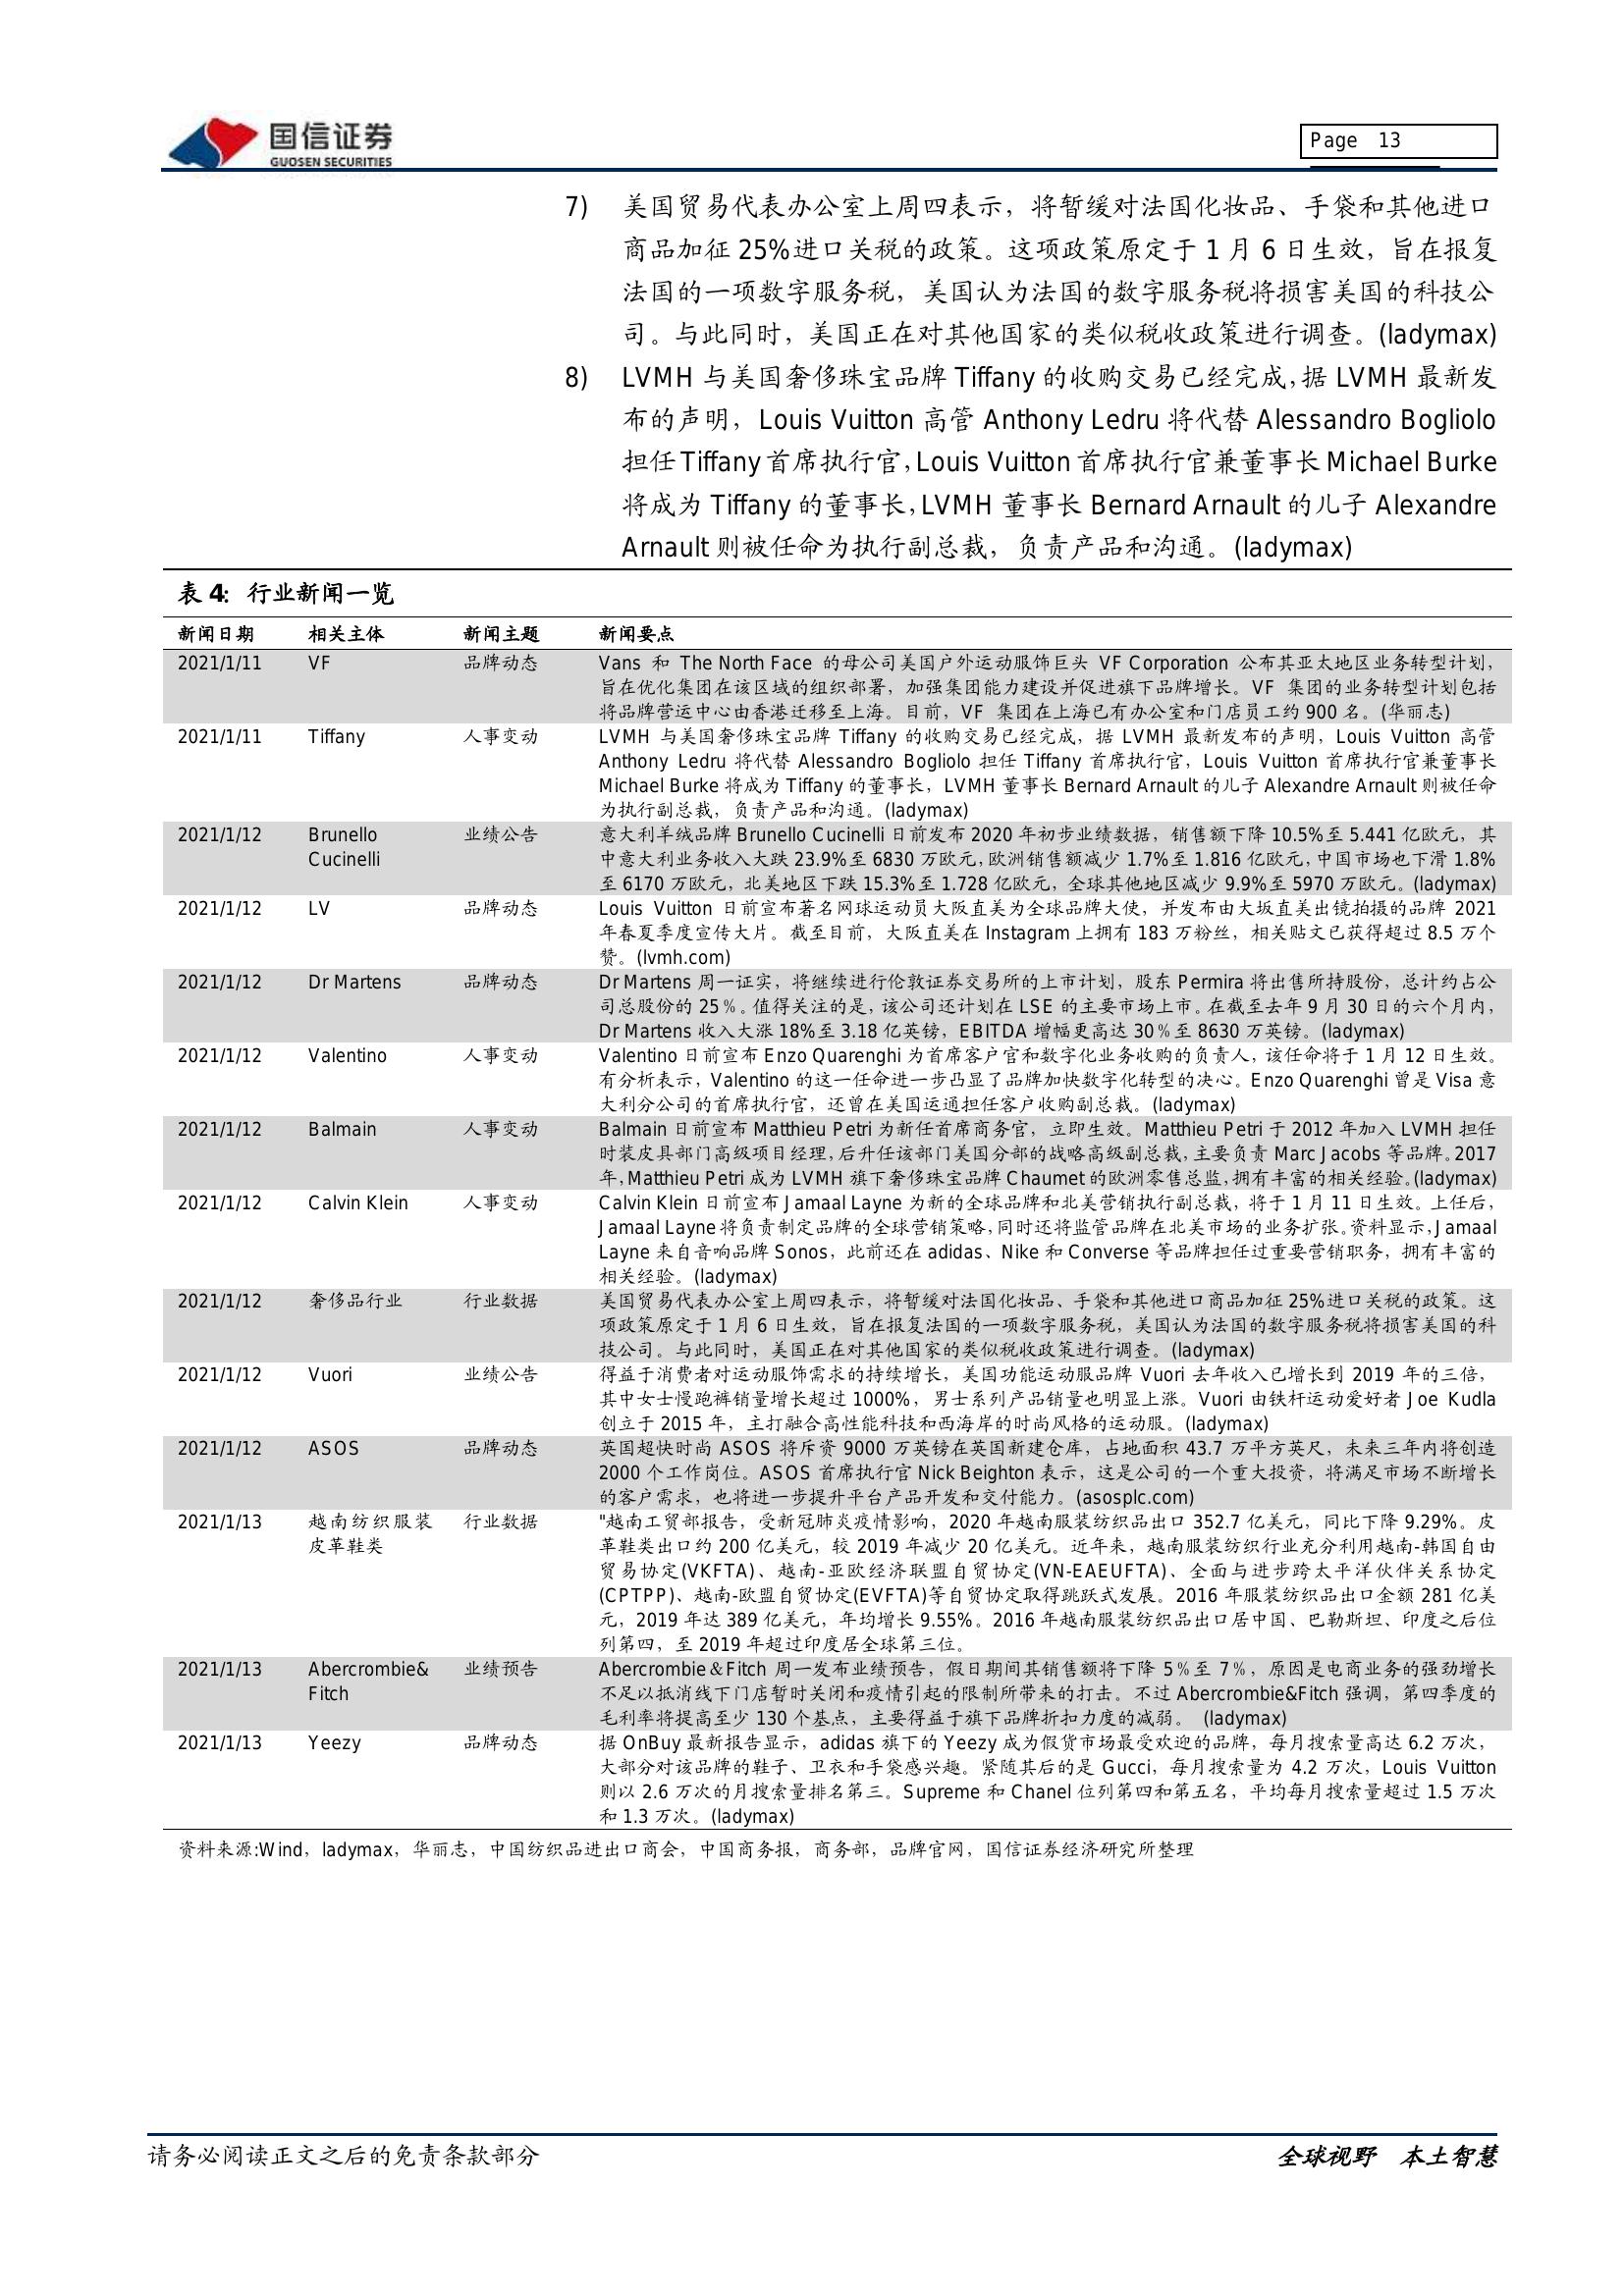 国信证券
GUOSEN SECURITIES
Page 13
7) 美国贸易代表办公室上周四表示，将暂缓对法国化妆品、手袋和其他进口
商品加征 25%进口关税的政策。这项政策原定于 1 月 6 日生效，旨在报复
法国的一项数字服务税，美国认为法国的数字服务税将损害美国的科技公
司。与此同时，美国正在对其他国家的类似税收政策进行调查。(ladymax)
8) LVMH 与美国奢侈珠宝品牌 Tiffany 的收购交易已经完成，据 LVMH 最新发
布的声明，Louis Vuitton 高管 Anthony Ledru 将代替 Alessandro Bogliolo
担任 Tiffany 首席执行官，Louis Vuitton 首席执行官兼董事长 Michael Burke
将成为 Tiffany 的董事长，LVMH 董事长 Bernard Arnault 的儿子 Alexandre
Arnault 则被任命为执行副总裁，负责产品和沟通。(ladymax)
表 4：行业新闻一览
新闻日期 相关主体 新闻主题 新闻要点
2021/1/11 VF 品牌动态 Vans 和 The North Face 的母公司美国户外运动服饰巨头 VF Corporation 公布其亚太地区业务转型计划，
旨在优化集团在该区域的组织部署，加强集团能力建设并促进旗下品牌增长。VF 集团的业务转型计划包括
将品牌营运中心由香港迁移至上海。目前，VF 集团在上海已有办公室和门店员工约 900 名。(华丽志)
2021/1/11 Tiffany 人事变动 LVMH 与美国奢侈珠宝品牌 Tiffany 的收购交易已经完成，据 LVMH 最新发布的声明，Louis Vuitton 高管
Anthony Ledru 将代替 Alessandro Bogliolo 担任 Tiffany 首席执行官，Louis Vuitton 首席执行官兼董事长
Michael Burke 将成为 Tiffany 的董事长，LVMH 董事长 Bernard Arnault 的儿子 Alexandre Arnault 则被任命
为执行副总裁，负责产品和沟通。(ladymax)
2021/1/12 Brunello 业绩公告 意大利羊绒品牌 Brunello Cucinelli 日前发布 2020 年初步业绩数据，销售额下降 10.5%至 5.441 亿欧元，其
Cucinelli 中意大利业务收入大跌 23.9%至 6830 万欧元，欧洲销售额减少 1.7%至 1.816 亿欧元，中国市场也下滑 1.8%
至 6170 万欧元，北美地区下跌 15.3%至 1.728 亿欧元，全球其他地区减少 9.9%至 5970 万欧元。(ladymax)
2021/1/12 LV 品牌动态 Louis Vuitton 日前宣布著名网球运动员大阪直美为全球品牌大使，并发布由大坂直美出镜拍摄的品牌 2021
年春夏季度宣传大片。截至目前，大阪直美在 Instagram 上拥有 183 万粉丝，相关贴文已获得超过 8.5 万个
赞。(lvmh.com)
2021/1/12 Dr Martens 品牌动态 Dr Martens 周一证实，将继续进行伦敦证券交易所的上市计划，股东 Permira 将出售所持股份，总计约占公
司总股份的 25％。值得关注的是，该公司还计划在 LSE 的主要市场上市。在截至去年 9 月 30 日的六个月内，
Dr Martens 收入大涨 18%至 3.18 亿英镑，EBITDA 增幅更高达 30％至 8630 万英镑。(ladymax)
2021/1/12 Valentino 人事变动 Valentino 日前宣布 Enzo Quarenghi 为首席客户官和数字化业务收购的负责人，该任命将于 1 月 12 日生效。
有分析表示，Valentino 的这一任命进一步凸显了品牌加快数字化转型的决心。Enzo Quarenghi 曾是 Visa 意
大利分公司的首席执行官，还曾在美国运通担任客户收购副总裁。(ladymax)
2021/1/12 Balmain 人事变动 Balmain 日前宣布 Matthieu Petri 为新任首席商务官，立即生效。Matthieu Petri 于 2012 年加入 LVMH 担任
时装皮具部门高级项目经理，后升任该部门美国分部的战略高级副总裁，主要负责 Marc Jacobs 等品牌。2017
年，Matthieu Petri 成为 LVMH 旗下奢侈珠宝品牌 Chaumet 的欧洲零售总监，拥有丰富的相关经验。(ladymax)
2021/1/12 Calvin Klein 人事变动 Calvin Klein 日前宣布 Jamaal Layne 为新的全球品牌和北美营销执行副总裁，将于 1 月 11 日生效。上任后，
Jamaal Layne 将负责制定品牌的全球营销策略，同时还将监管品牌在北美市场的业务扩张。资料显示，Jamaal
Layne 来自音响品牌 Sonos，此前还在 adidas、Nike 和 Converse 等品牌担任过重要营销职务，拥有丰富的
相关经验。(ladymax)
2021/1/12 奢侈品行业 行业数据 美国贸易代表办公室上周四表示，将暂缓对法国化妆品、手袋和其他进口商品加征 25%进口关税的政策。这
项政策原定于 1 月 6 日生效，旨在报复法国的一项数字服务税，美国认为法国的数字服务税将损害美国的科
技公司。与此同时，美国正在对其他国家的类似税收政策进行调查。(ladymax)
2021/1/12 Vuori 业绩公告 得益于消费者对运动服饰需求的持续增长，美国功能运动服品牌 Vuori 去年收入已增长到 2019 年的三倍，
其中女士慢跑裤销量增长超过 1000%，男士系列产品销量也明显上涨。Vuori 由铁杆运动爱好者 Joe Kudla
创立于 2015 年，主打融合高性能科技和西海岸的时尚风格的运动服。(ladymax)
2021/1/12 ASOS 品牌动态 英国超快时尚 ASOS 将斥资 9000 万英镑在英国新建仓库，占地面积 43.7 万平方英尺，未来三年内将创造
2000 个工作岗位。ASOS 首席执行官 Nick Beighton 表示，这是公司的一个重大投资，将满足市场不断增长
的客户需求，也将进一步提升平台产品开发和交付能力。(asosplc.com)
2021/1/13 越南纺织服装 行业数据 "越南工贸部报告，受新冠肺炎疫情影响，2020 年越南服装纺织品出口 352.7 亿美元，同比下降 9.29%。皮
皮革鞋类 革鞋类出口约 200 亿美元，较 2019 年减少 20 亿美元。近年来，越南服装纺织行业充分利用越南-韩国自由
贸易协定(VKFTA)、越南-亚欧经济联盟自贸协定(VN-EAEUFTA)、全面与进步跨太平洋伙伴关系协定
(CPTPP)、越南-欧盟自贸协定(EVFTA)等自贸协定取得跳跃式发展。2016 年服装纺织品出口金额 281 亿美
元，2019 年达 389 亿美元，年均增长 9.55%。2016 年越南服装纺织品出口居中国、巴勒斯坦、印度之后位
列第四，至 2019 年超过印度居全球第三位。
2021/1/13 Abercrombie& 业绩预告 Abercrombie＆Fitch 周一发布业绩预告，假日期间其销售额将下降 5％至 7％，原因是电商业务的强劲增长
Fitch 不足以抵消线下门店暂时关闭和疫情引起的限制所带来的打击。不过 Abercrombie&Fitch 强调，第四季度的
毛利率将提高至少 130 个基点，主要得益于旗下品牌折扣力度的减弱。 (ladymax)
2021/1/13 Yeezy 品牌动态 据 OnBuy 最新报告显示，adidas 旗下的 Yeezy 成为假货市场最受欢迎的品牌，每月搜索量高达 6.2 万次，
大部分对该品牌的鞋子、卫衣和手袋感兴趣。紧随其后的是 Gucci，每月搜索量为 4.2 万次，Louis Vuitton
则以 2.6 万次的月搜索量排名第三。Supreme 和 Chanel 位列第四和第五名，平均每月搜索量超过 1.5 万次
和 1.3 万次。(ladymax)
资料来源:Wind，ladymax，华丽志，中国纺织品进出口商会，中国商务报，商务部，品牌官网，国信证券经济研究所整理
请务必阅读正文之后的免责条款部分 全球视野 本土智慧